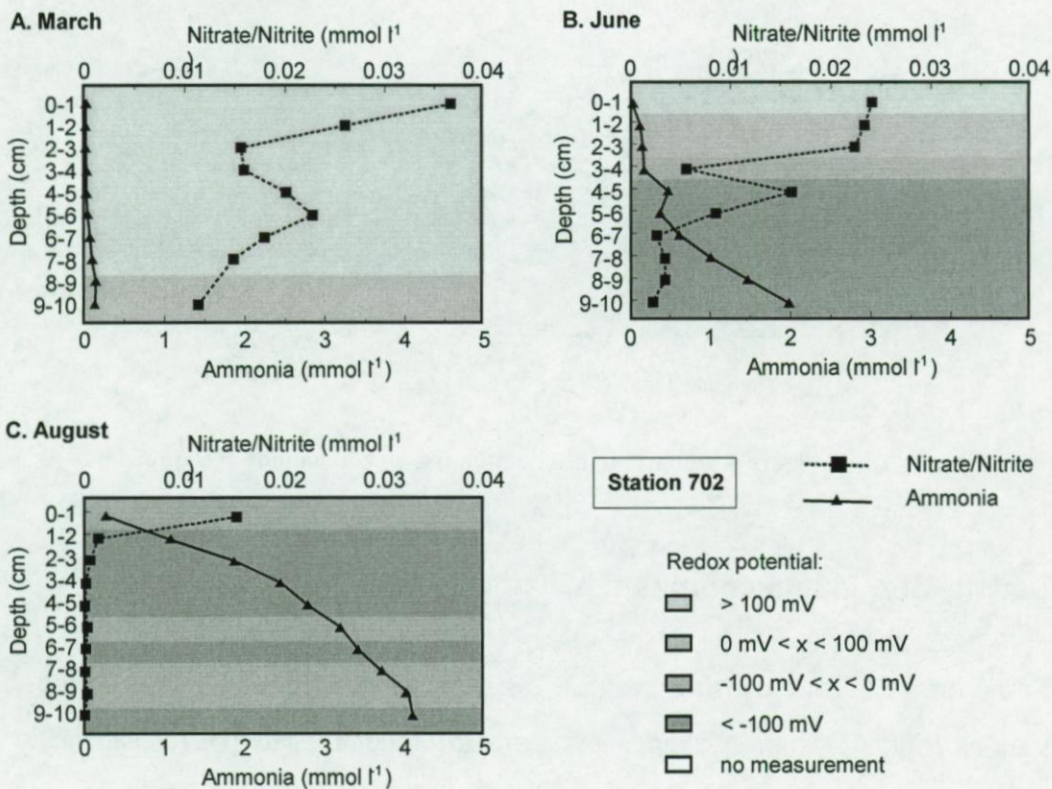 A. March
Nitrate/Nitrite (mmol l¹
0 0.01 0.02 0.03 0.04
Depth (cm)
0-1
1-2
2-3
3-4
4-5
5-6
6-7
7-8
8-9
9-10
0 1 2 3 4 5
Ammonia (mmol l¹)
B. June
Nitrate/Nitrite (mmol l¹
0 0.01 0.02 0.03 0.04
Depth (cm)
0-1
1-2
2-3
3-4
4-5
5-6
6-7
7-8
8-9
9-10
0 1 2 3 4 5
Ammonia (mmol l¹)
C. August
Nitrate/Nitrite (mmol l¹
0 0.01 0.02 0.03 0.04
Depth (cm)
0-1
1-2
2-3
3-4
4-5
5-6
6-7
7-8
8-9
9-10
0 1 2 3 4 5
Ammonia (mmol l¹)
Station 702
Nitrate/Nitrite
Ammonia
Redox potential:
> 100 mV
0 mV < x < 100 mV
-100 mV < x < 0 mV
< -100 mV
no measurement